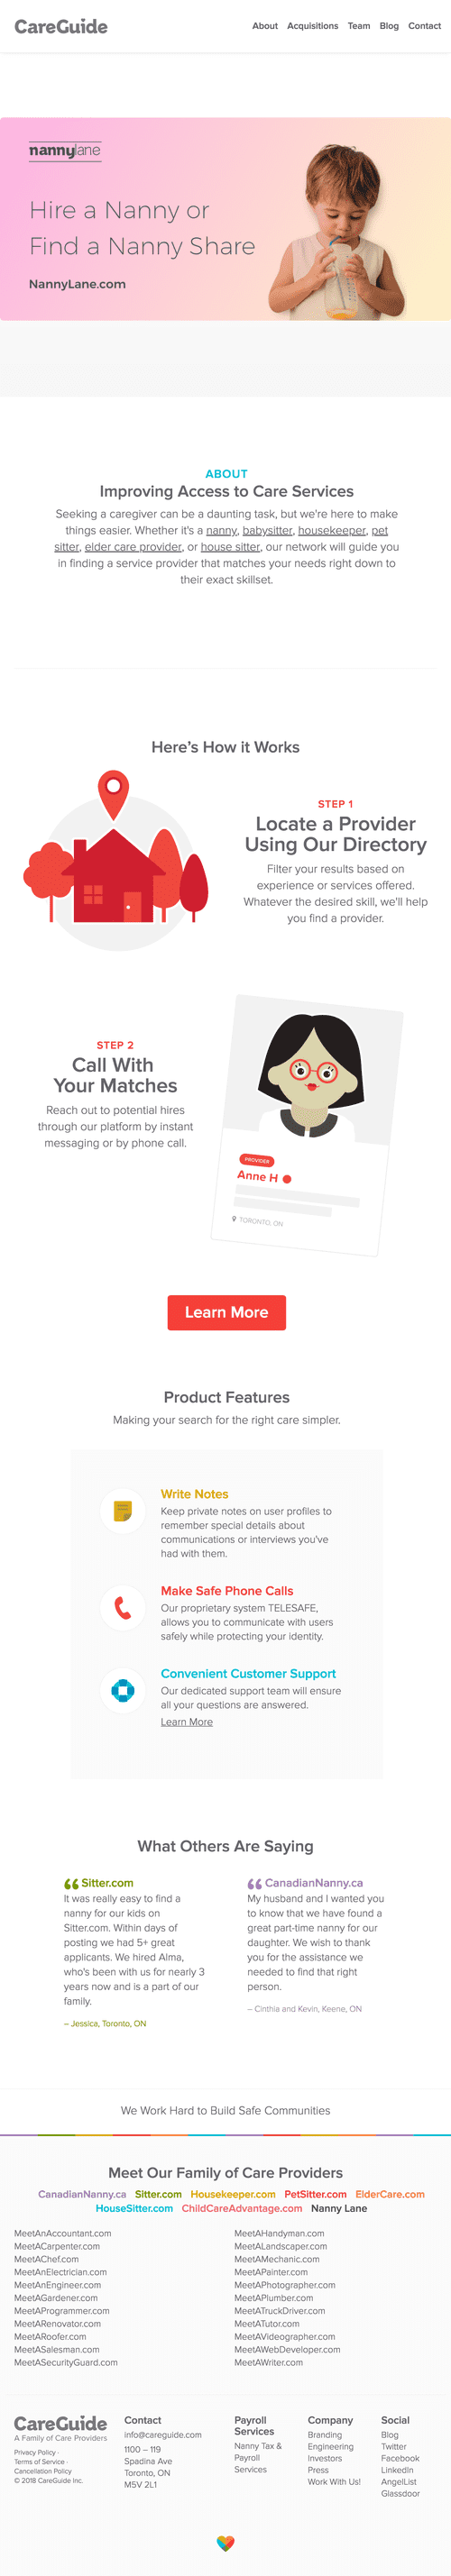 CareGuide
About Acquisitions Team Blog Contact
nannylane
Hire a Nanny or
Find a Nanny Share
NannyLane.com
ABOUT
Improving Access to Care Services
Seeking a caregiver can be a daunting task, but we're here to make
things easier. Whether it's a nanny, babysitter, housekeeper, pet
sitter, elder care provider, or house sitter, our network will guide you
in finding a service provider that matches your needs right down to
their exact skillset.
Here's How it Works
STEP 1
Locate a Provider
Using Our Directory
Filter your results based on
experience or services offered.
Whatever the desired skill, we'll help
you find a provider.
STEP 2
Call With
Your Matches
Reach out to potential hires
through our platform by instant
messaging or by phone call.
PROVIDER
Anne H
TORONTO, ON
Learn More
Product Features
Making your search for the right care simpler.
Write Notes
Keep private notes on user profiles to
remember special details about
communications or interviews you've
had with them.
Make Safe Phone Calls
Our proprietary system TELESAFE,
allows you to communicate with users
safely while protecting your identity.
Convenient Customer Support
Our dedicated support team will ensure
all your questions are answered.
Learn More
What Others Are Saying
Sitter.com
It was really easy to find a
nanny for our kids on
Sitter.com. Within days of
posting we had 5+ great
applicants. We hired Alma,
who's been with us for nearly 3
years now and is a part of our
family.
– Jessica, Toronto, ON
CanadianNanny.ca
My husband and I wanted you
to know that we have found a
great part-time nanny for our
daughter. We wish to thank
you for the assistance we
needed to find that right
person.
– Cinthia and Kevin, Keene, ON
We Work Hard to Build Safe Communities
Meet Our Family of Care Providers
CanadianNanny.ca Sitter.com Housekeeper.com PetSitter.com ElderCare.com
HouseSitter.com ChildCareAdvantage.com Nanny Lane
MeetAnAccountant.com
MeetACarpenter.com
MeetAChef.com
MeetAnElectrician.com
MeetAnEngineer.com
MeetAGardener.com
MeetAProgrammer.com
MeetARenovator.com
MeetARoofer.com
MeetASalesman.com
MeetASecurityGuard.com
MeetAHandyman.com
MeetALandscaper.com
MeetAMechanic.com
MeetAPainter.com
MeetAPhotographer.com
MeetAPlumber.com
MeetATruckDriver.com
MeetATutor.com
MeetAVideographer.com
MeetAWebDeveloper.com
MeetAWriter.com
CareGuide
A Family of Care Providers
Privacy Policy ·
Terms of Service ·
Cancellation Policy
© 2018 CareGuide Inc.
Contact
info@careguide.com
1100 – 119
Spadina Ave
Toronto, ON
M5V 2L1
Payroll
Services
Nanny Tax &
Payroll
Services
Company
Branding
Engineering
Investors
Press
Work With Us!
Social
Blog
Twitter
Facebook
LinkedIn
AngelList
Glassdoor